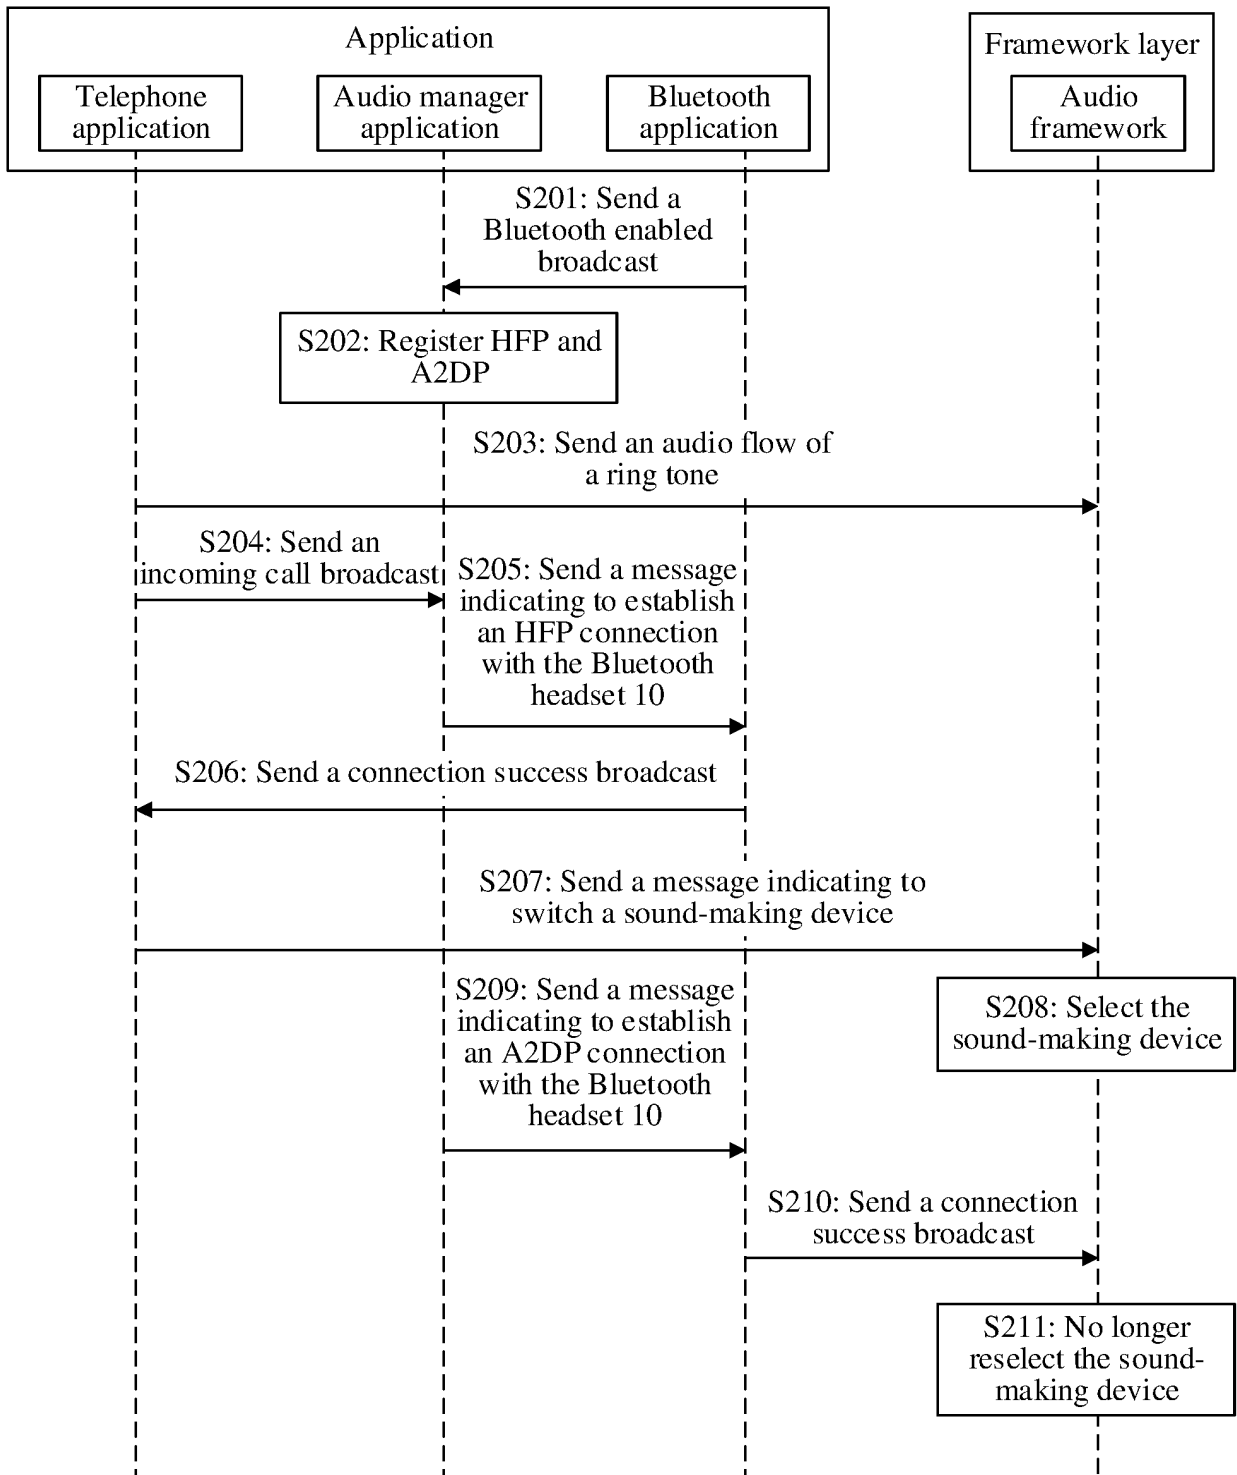 Application
Framework layer
Telephone
application
Audio manager
application
Bluetooth
application
Audio
framework
S201: Send a
Bluetooth enabled
broadcast
S202: Register HFP and
A2DP
S203: Send an audio flow of
a ring tone
S204: Send an
incoming call broadcast
S205: Send a message
indicating to establish
an HFP connection
with the Bluetooth
headset 10
S206: Send a connection success broadcast
S207: Send a message indicating to
switch a sound-making device
S208: Select the
sound-making device
S209: Send a message
indicating to establish
an A2DP connection
with the Bluetooth
headset 10
S210: Send a connection
success broadcast
S211: No longer
reselect the sound-
making device